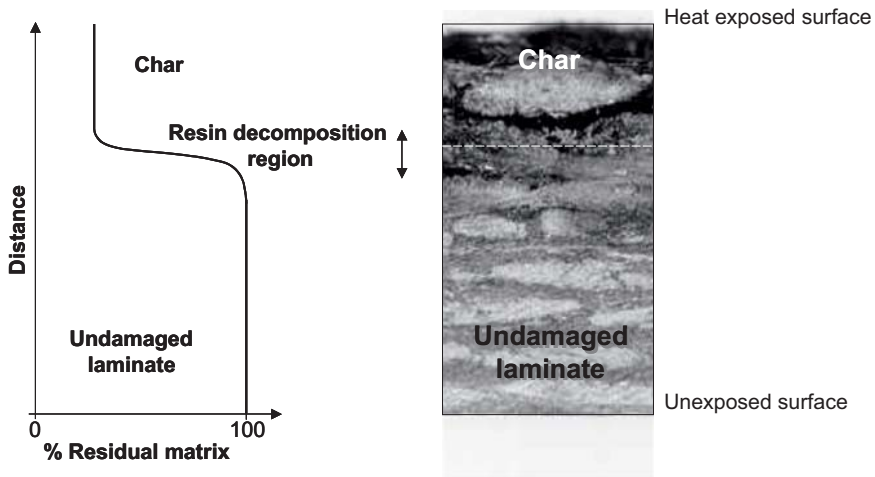 Heat exposed surface
Char
Char
Resin decomposition
region
Distance
Undamaged
laminate
Undamaged
laminate
Unexposed surface
0
100
% Residual matrix